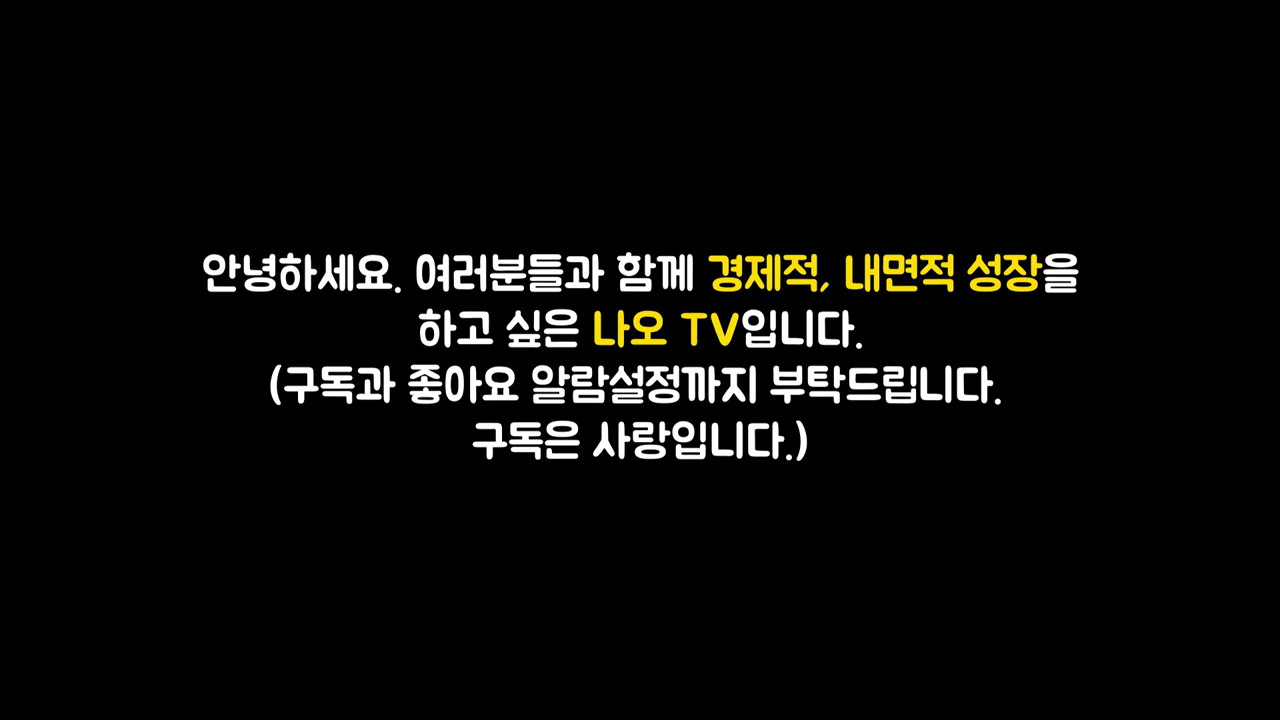 안녕하세요. 여러분들과 함께 경제적, 내면적 성장을
하고 싶은 나오 TV입니다.
(구독과 좋아요 알람설정까지 부탁드립니다.
구독은 사랑입니다.)